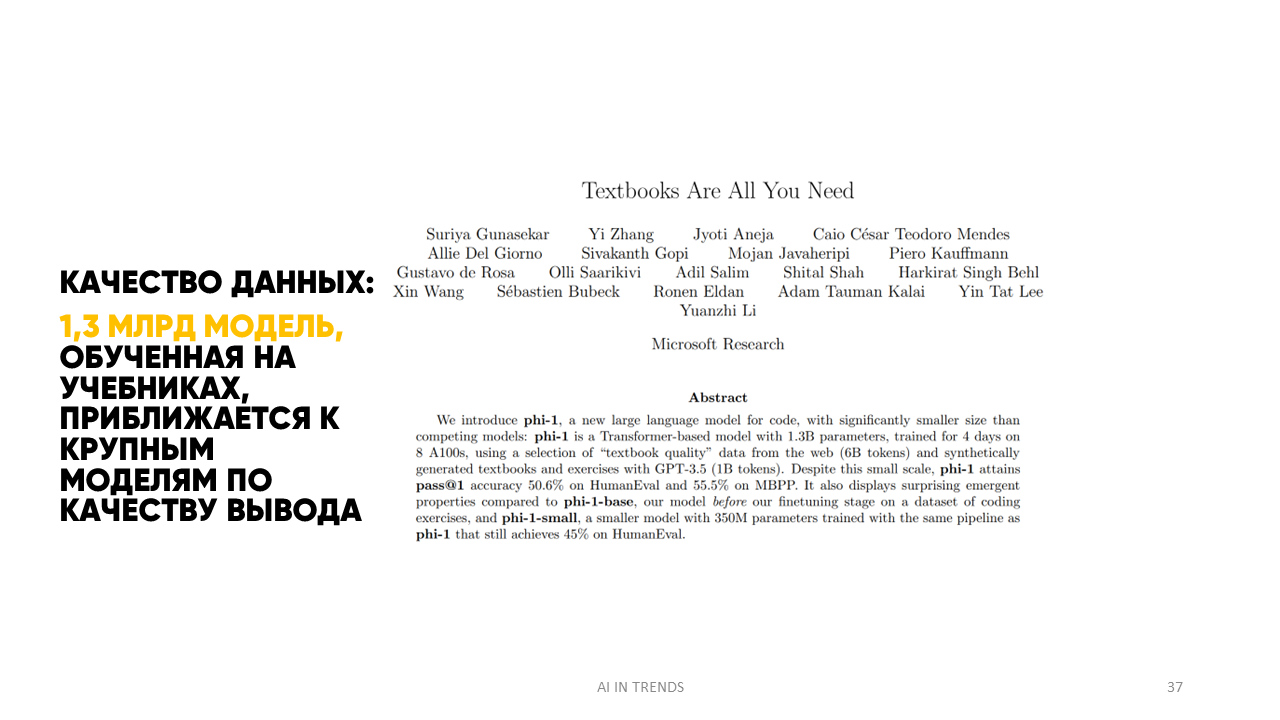 КАЧЕСТВО ДАННЫХ:
1,3 МЛРД МОДЕЛЬ,
ОБУЧЕННАЯ НА
УЧЕБНИКАХ,
ПРИБЛИЖАЕТСЯ К
КРУПНЫМ
МОДЕЛЯМ ПО
КАЧЕСТВУ ВЫВОДА
Textbooks Are All You Need
Suriya Gunasekar Yi Zhang Jyoti Aneja Caio César Teodoro Mendes
Allie Del Giorno Sivakanth Gopi Mojan Javaheripi Piero Kauffmann
Gustavo de Rosa Olli Saarikivi Adil Salim Shital Shah Harkirat Singh Behl
Xin Wang Sébastien Bubeck Ronen Eldan Adam Tauman Kalai Yin Tat Lee
Yuanzhi Li
Microsoft Research
Abstract
We introduce phi-1, a new large language model for code, with significantly smaller size than
competing models: phi-1 is a Transformer-based model with 1.3B parameters, trained for 4 days on
8 A100s, using a selection of “textbook quality” data from the web (6B tokens) and synthetically
generated textbooks and exercises with GPT-3.5 (1B tokens). Despite this small scale, phi-1 attains
pass@1 accuracy 50.6% on HumanEval and 55.5% on MBPP. It also displays surprising emergent
properties compared to phi-1-base, our model before our finetuning stage on a dataset of coding
exercises, and phi-1-small, a smaller model with 350M parameters trained with the same pipeline as
phi-1 that still achieves 45% on HumanEval.
AI IN TRENDS
37